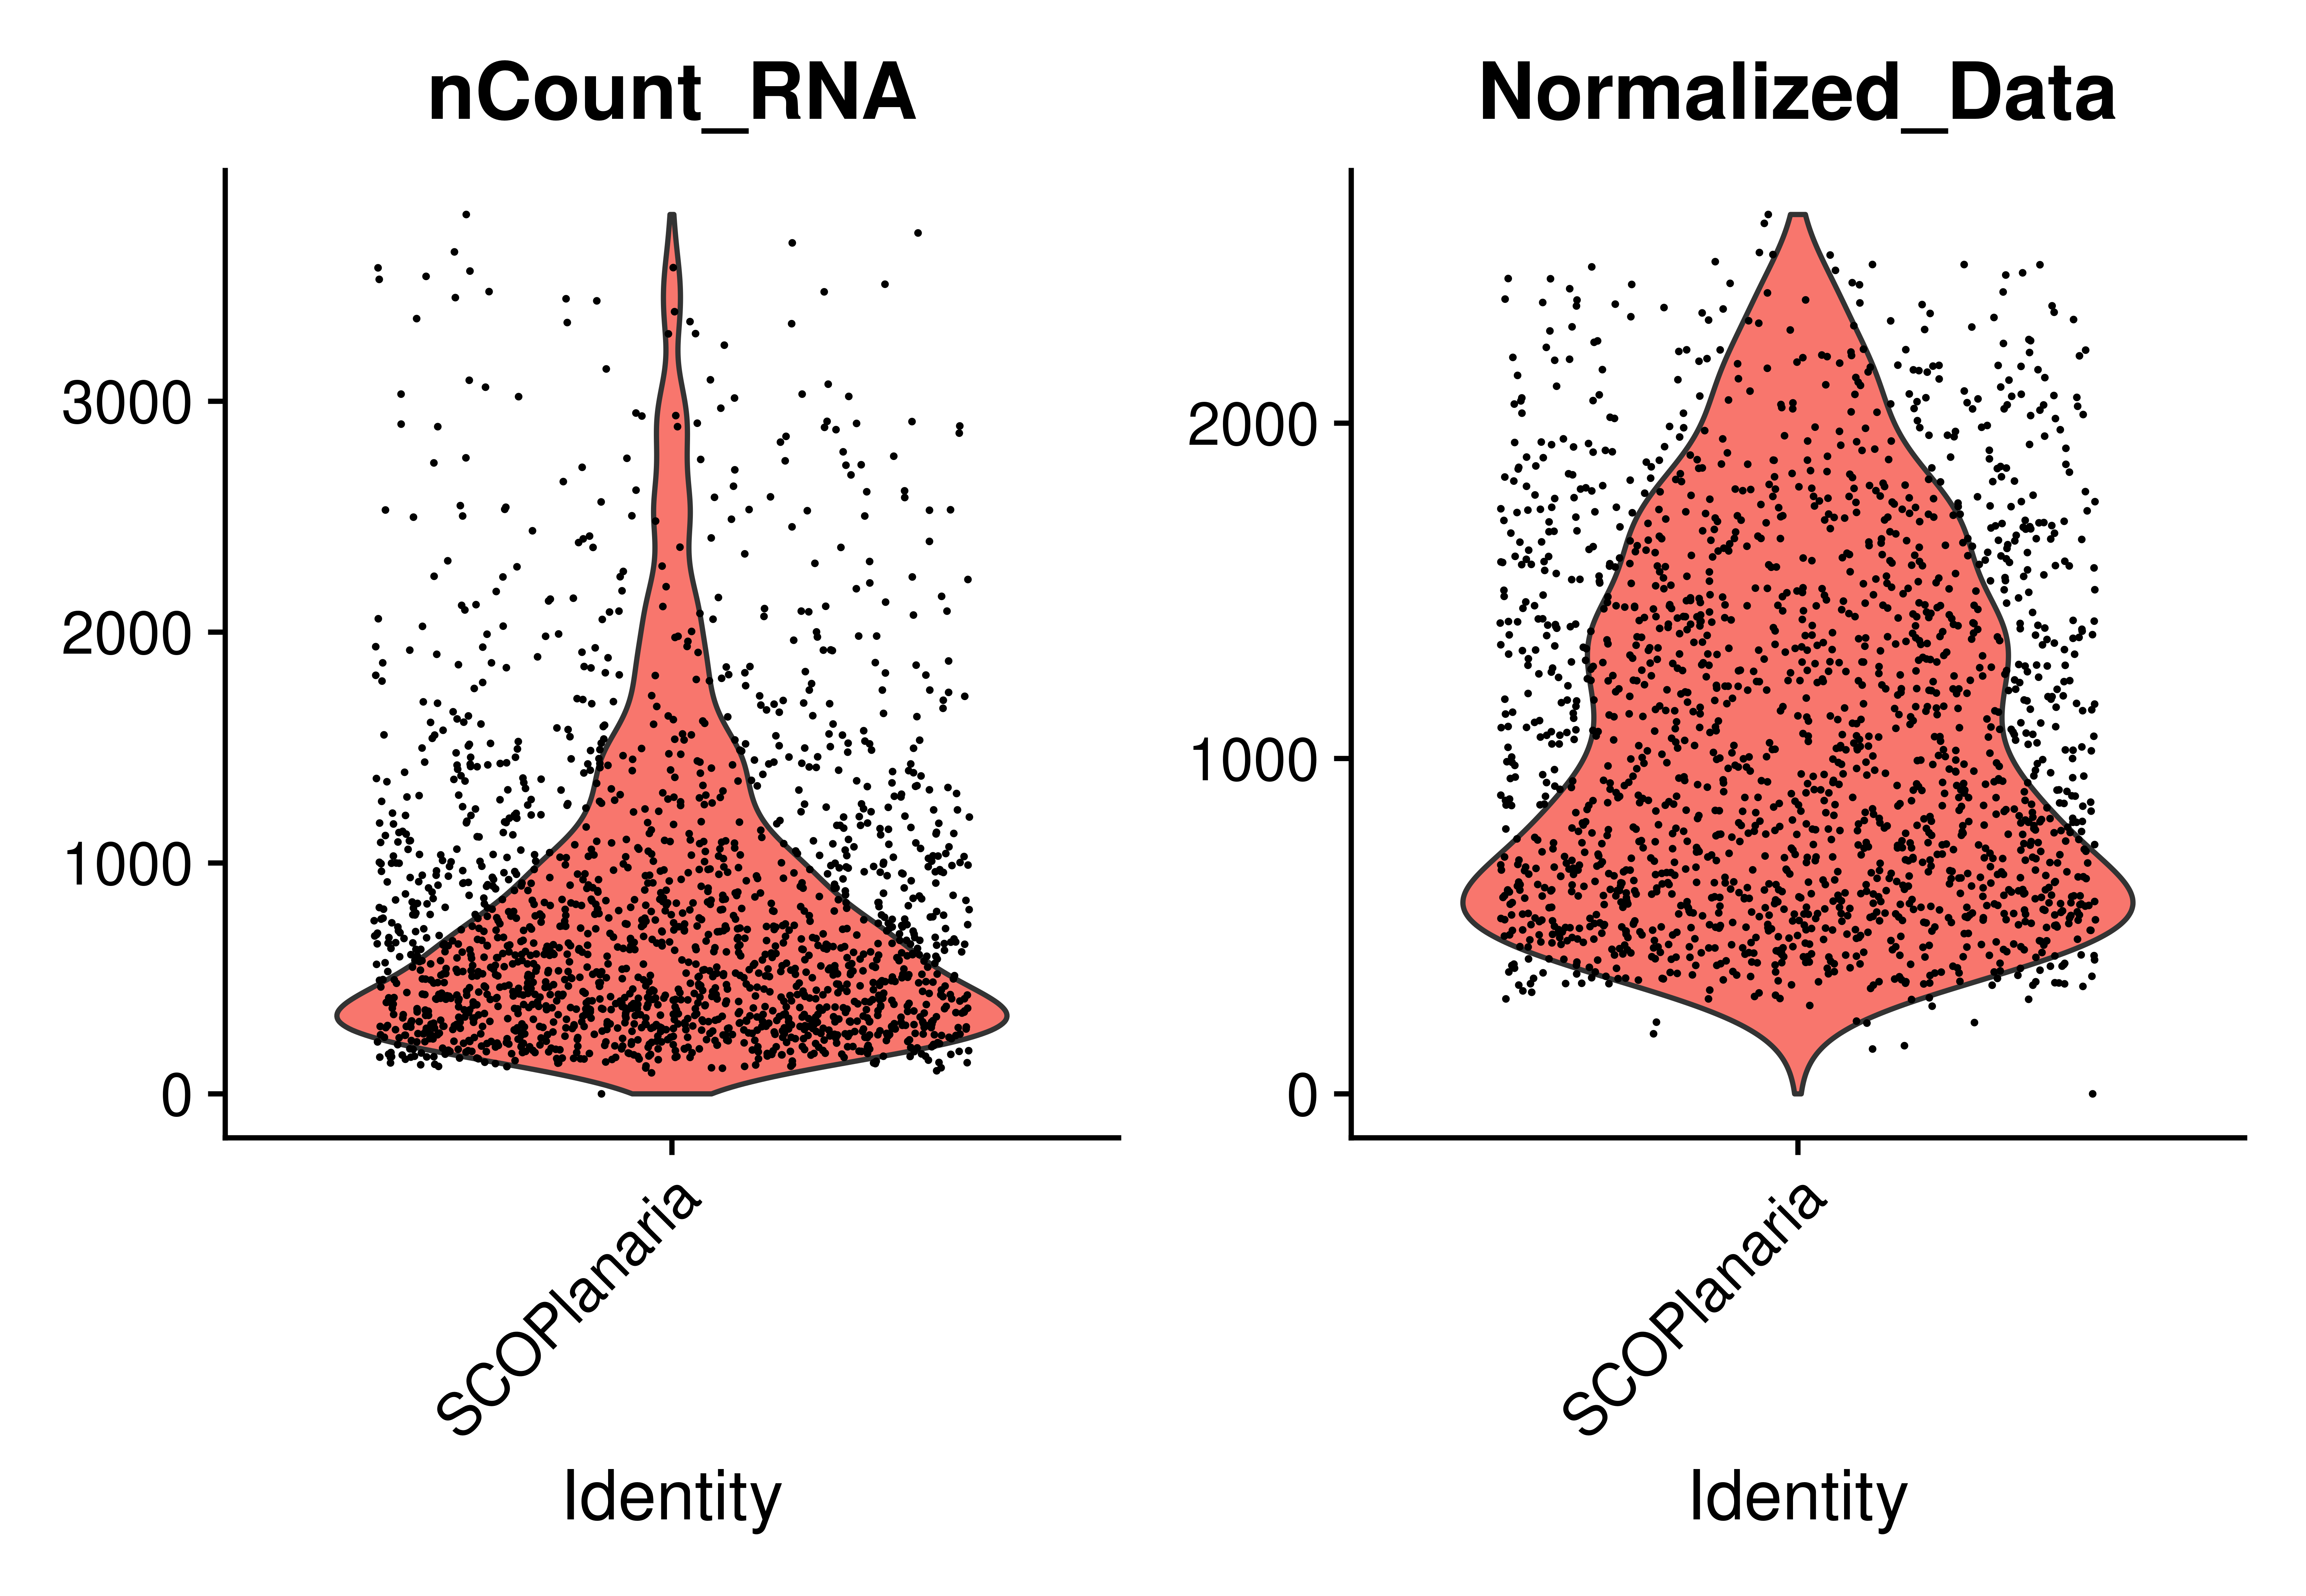 nCount_RNA
3000
2000
1000
0
SCOPlanaria
Identity
Normalized_Data
2000
1000
0
SCOPlanaria
Identity